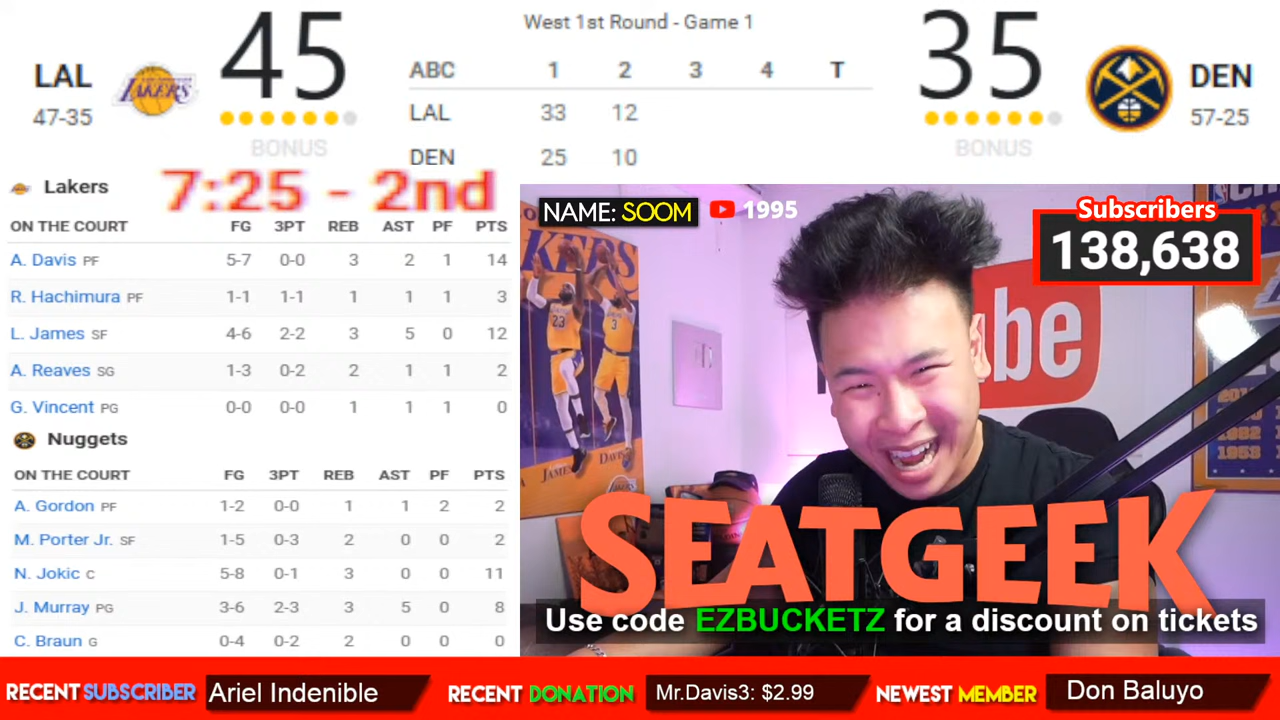 West 1st Round - Game 1
LAL
47-35
LAKERS
45
BONUS
ABC 1 2 3 4 T
LAL 33 12
DEN 25 10
35
BONUS
DEN
57-25
7:25 - 2nd
Lakers
ON THE COURT FG 3PT REB AST PF PTS
A. Davis PF 5-7 0-0 3 2 1 14
R. Hachimura PF 1-1 1-1 1 1 1 3
L. James SF 4-6 2-2 3 5 0 12
A. Reaves SG 1-3 0-2 2 1 1 2
G. Vincent PG 0-0 0-0 1 1 1 0
Nuggets
ON THE COURT FG 3PT REB AST PF PTS
A. Gordon PF 1-2 0-0 1 1 2 2
M. Porter Jr. SF 1-5 0-3 2 0 0 2
N. Jokic C 5-8 0-1 3 0 0 11
J. Murray PG 3-6 2-3 3 5 0 8
C. Braun G 0-4 0-2 2 0 0 0
NAME: SOOM
1995
Subscribers
138,638
LAKERS
23
3
JAMES
DAVIS
be
SEATGEEK
Use code EZBUCKETZ for a discount on tickets
RECENT SUBSCRIBER Ariel Indenible
RECENT DONATION Mr.Davis3: $2.99
NEWEST MEMBER Don Baluyo